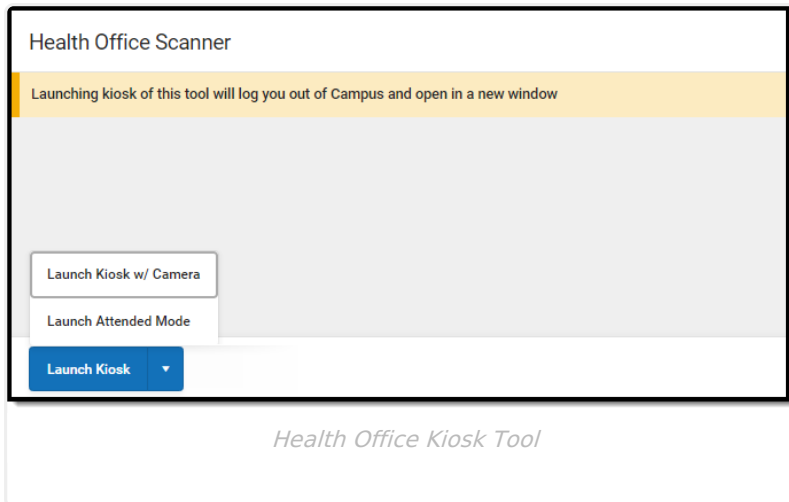 Health Office Scanner
Launching kiosk of this tool will log you out of Campus and open in a new window
Launch Kiosk w/ Camera
Launch Attended Mode
Launch Kiosk
Health Office Kiosk Tool